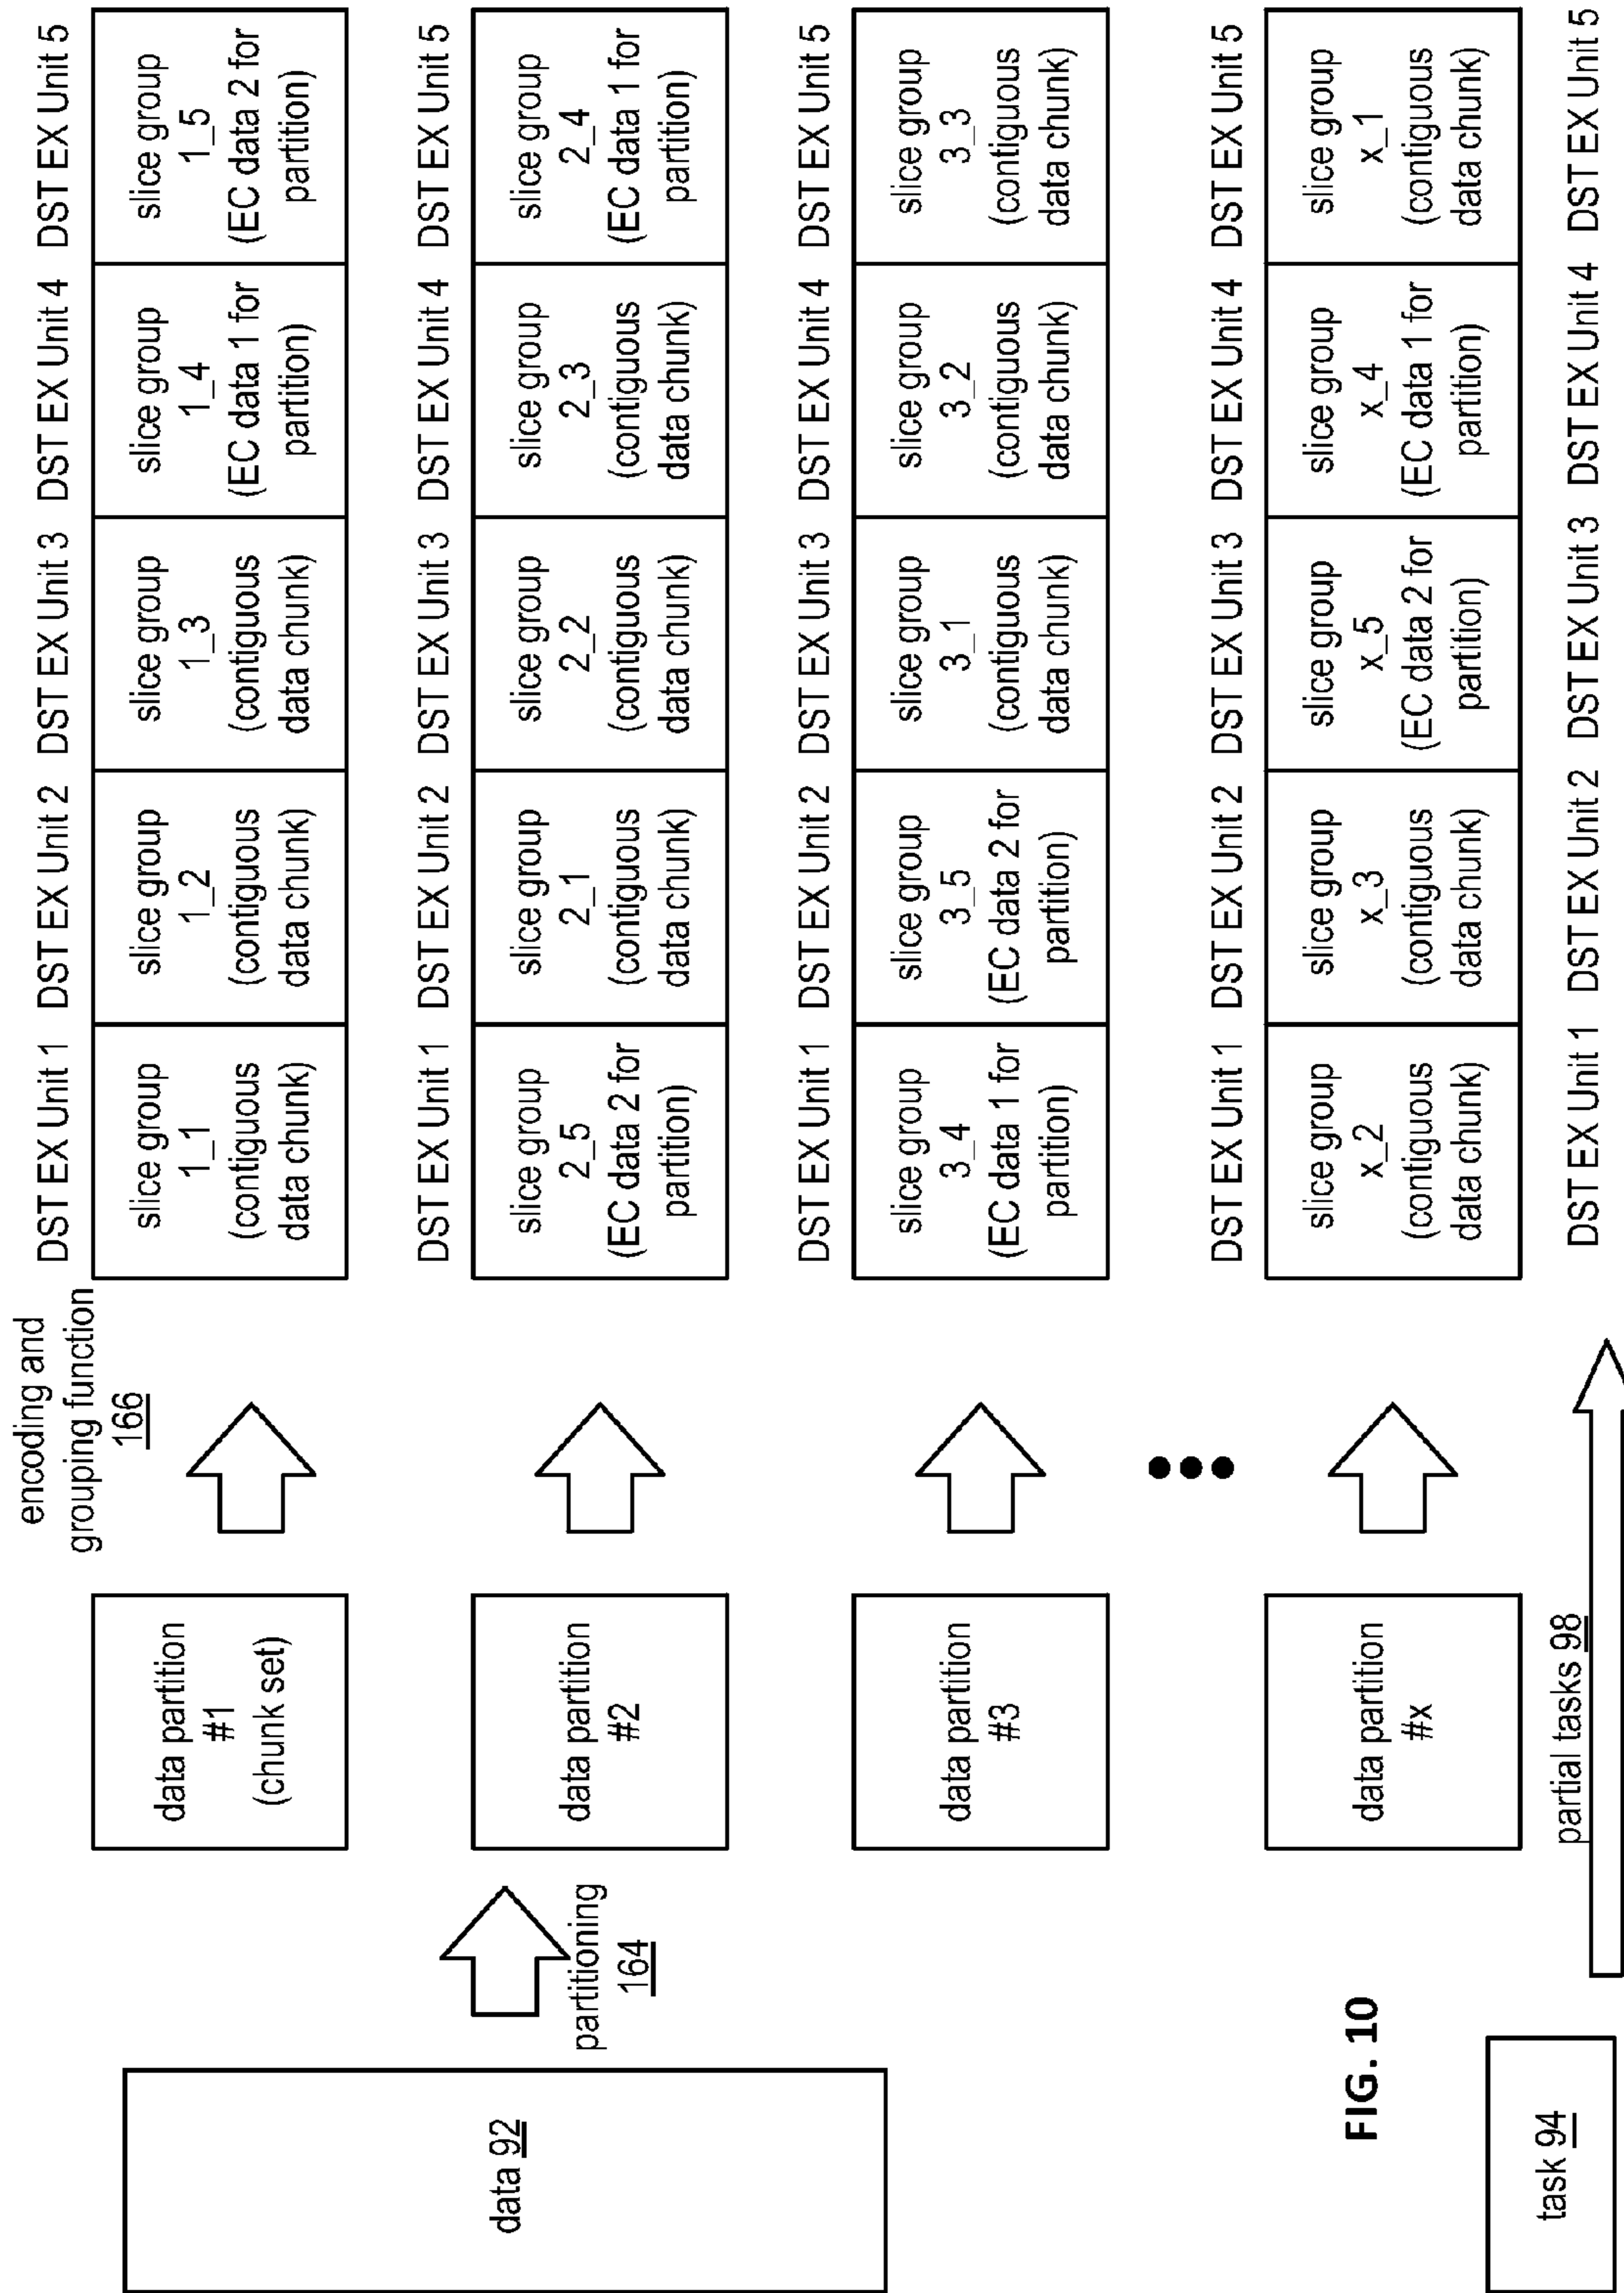 encoding and
grouping function
166
data 92
partitioning
164
data partition
#1
(chunk set)
DST EX Unit 1
DST EX Unit 2
DST EX Unit 3
DST EX Unit 4
DST EX Unit 5
slice group
1_1
(contiguous
data chunk)
slice group
1_2
(contiguous
data chunk)
slice group
1_3
(contiguous
data chunk)
slice group
1_4
(EC data 1 for
partition)
slice group
1_5
(EC data 2 for
partition)
data partition
#2
DST EX Unit 1
DST EX Unit 2
DST EX Unit 3
DST EX Unit 4
DST EX Unit 5
slice group
2_5
(EC data 2 for
partition)
slice group
2_1
(contiguous
data chunk)
slice group
2_2
(contiguous
data chunk)
slice group
2_3
(contiguous
data chunk)
slice group
2_4
(EC data 1 for
partition)
data partition
#3
DST EX Unit 1
DST EX Unit 2
DST EX Unit 3
DST EX Unit 4
DST EX Unit 5
slice group
3_4
(EC data 1 for
partition)
slice group
3_5
(EC data 2 for
partition)
slice group
3_1
(contiguous
data chunk)
slice group
3_2
(contiguous
data chunk)
slice group
3_3
(contiguous
data chunk)
data partition
#x
DST EX Unit 1
DST EX Unit 2
DST EX Unit 3
DST EX Unit 4
DST EX Unit 5
slice group
x_2
(contiguous
data chunk)
slice group
x_3
(contiguous
data chunk)
slice group
x_5
(EC data 2 for
partition)
slice group
x_4
(EC data 1 for
partition)
slice group
x_1
(contiguous
data chunk)
FIG. 10
task 94
partial tasks 98
DST EX Unit 1
DST EX Unit 2
DST EX Unit 3
DST EX Unit 4
DST EX Unit 5